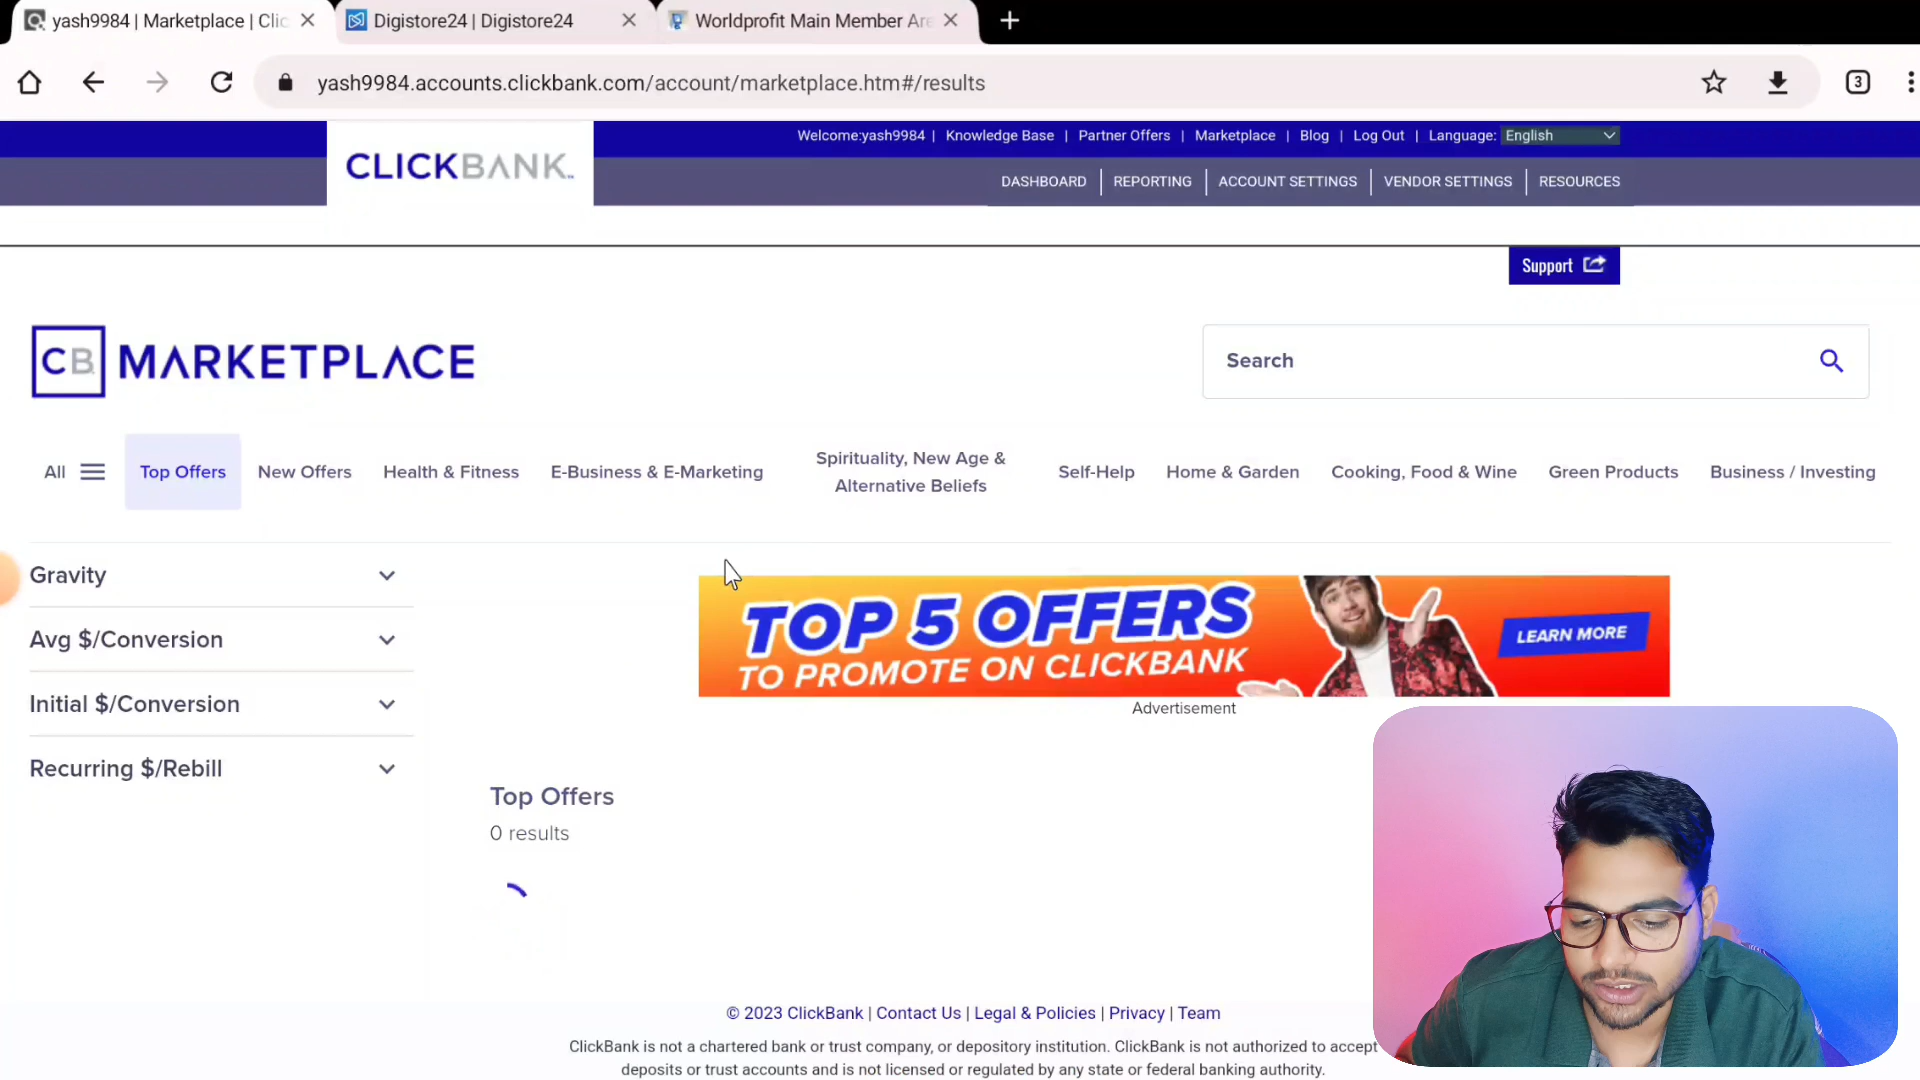 yash9984 | Marketplace | Clic
Digistore24 | Digistore24
Worldprofit Main Member Are
yash9984.accounts.clickbank.com/account/marketplace.htm#/results
3
Welcome:yash9984 | Knowledge Base | Partner Offers | Marketplace | Blog | Log Out | Language: English
CLICKBANK
DASHBOARD | REPORTING | ACCOUNT SETTINGS | VENDOR SETTINGS | RESOURCES
Support
CB MARKETPLACE
Search
All
Top Offers
New Offers
Health & Fitness
E-Business & E-Marketing
Spirituality, New Age &
Alternative Beliefs
Self-Help
Home & Garden
Cooking, Food & Wine
Green Products
Business / Investing
Gravity
Avg $/Conversion
Initial $/Conversion
Recurring $/Rebill
TOP 5 OFFERS
TO PROMOTE ON CLICKBANK
LEARN MORE
Advertisement
Top Offers
0 results
© 2023 ClickBank | Contact Us | Legal & Policies | Privacy | Team
ClickBank is not a chartered bank or trust company, or depository institution. ClickBank is not authorized to accept
deposits or trust accounts and is not licensed or regulated by any state or federal banking authority.